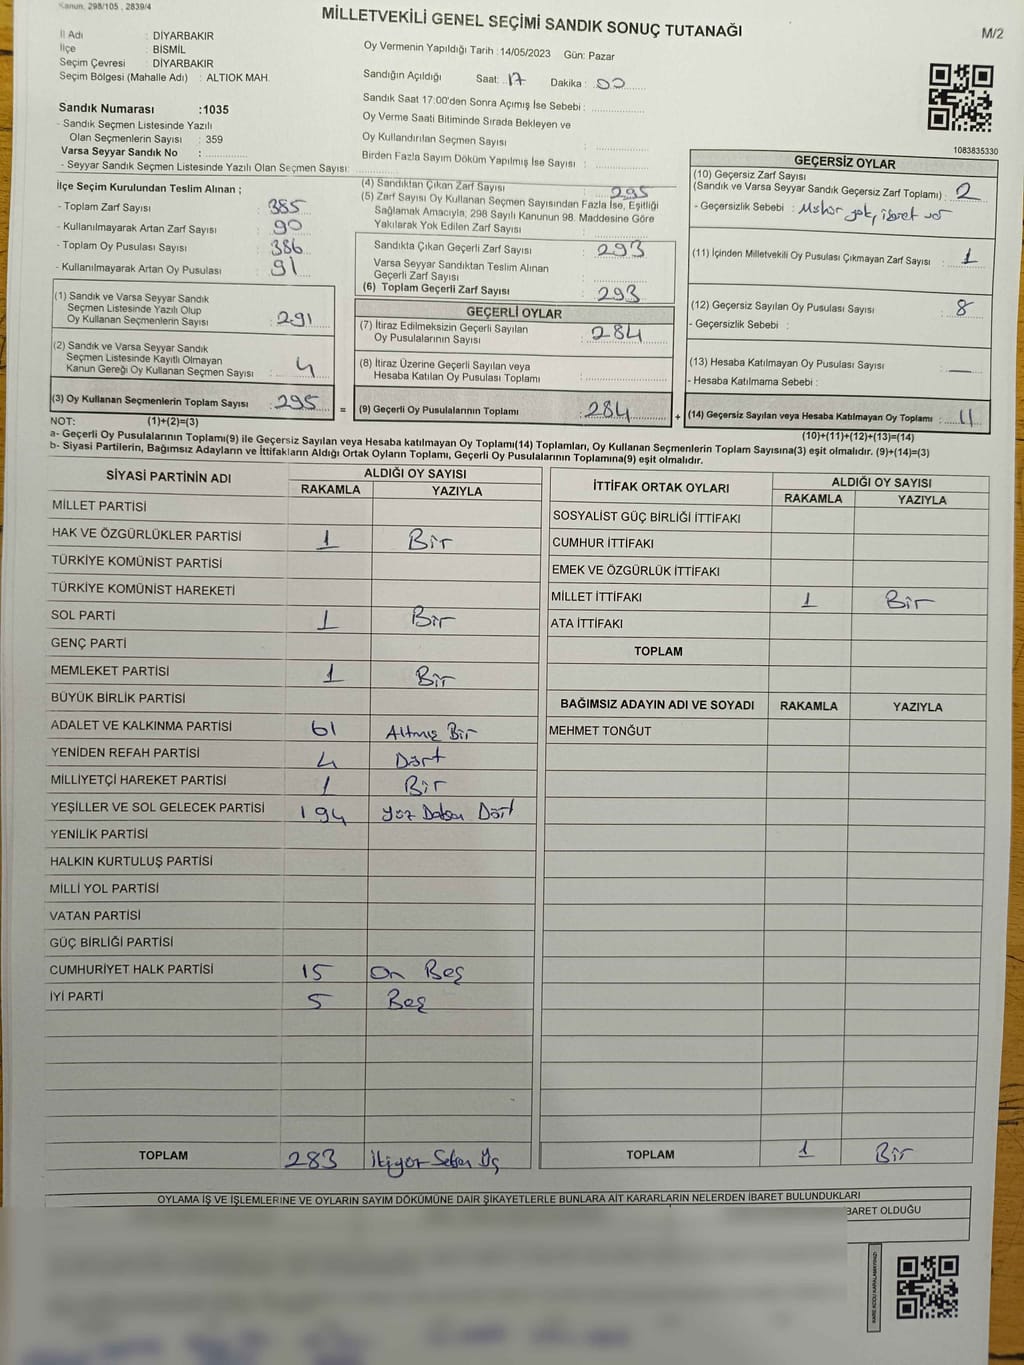 Kanun. 298/105 , 2839/4
MİLLETVEKİLİ GENEL SEÇİMİ SANDIK SONUÇ TUTANAĞI
M/2
İl Adı : DİYARBAKIR
İlçe : BİSMİL
Seçim Çevresi : DİYARBAKIR
Seçim Bölgesi (Mahalle Adı) : ALTIOK MAH.
Oy Vermenin Yapıldığı Tarih : 14/05/2023 Gün: Pazar
Sandığın Açıldığı Saat: 17 Dakika : 00
Sandık Saat 17:00'den Sonra Açımış İse Sebebi :
Oy Verme Saati Bitiminde Sırada Bekleyen ve
Oy Kullandırılan Seçmen Sayısı :
Birden Fazla Sayım Döküm Yapılmış İse Sayısı :
Sandık Numarası :1035
- Sandık Seçmen Listesinde Yazılı
Olan Seçmenlerin Sayısı : 359
Varsa Seyyar Sandık No :
- Seyyar Sandık Seçmen Listesinde Yazılı Olan Seçmen Sayısı:
1083835330
İlçe Seçim Kurulundan Teslim Alınan ;
- Toplam Zarf Sayısı : 385
- Kullanılmayarak Artan Zarf Sayısı : 90
- Toplam Oy Pusulası Sayısı : 386
- Kullanılmayarak Artan Oy Pusulası : 91
(1) Sandık ve Varsa Seyyar Sandık
Seçmen Listesinde Yazılı Olup
Oy Kullanan Seçmenlerin Sayısı : 291
(2) Sandık ve Varsa Seyyar Sandık
Seçmen Listesinde Kayıtlı Olmayan
Kanun Gereği Oy Kullanan Seçmen Sayısı : 4
(3) Oy Kullanan Seçmenlerin Toplam Sayısı : 295 =
(4) Sandıktan Çıkan Zarf Sayısı : 295
(5) Zarf Sayısı Oy Kullanan Seçmen Sayısından Fazla İse, Eşitliği
Sağlamak Amacıyla, 298 Sayılı Kanunun 98. Maddesine Göre
Yakılarak Yok Edilen Zarf Sayısı :
Sandıkta Çıkan Geçerli Zarf Sayısı : 293
Varsa Seyyar Sandıktan Teslim Alınan
Geçerli Zarf Sayısı :
(6) Toplam Geçerli Zarf Sayısı : 293
GEÇERLİ OYLAR
(7) İtiraz Edilmeksizin Geçerli Sayılan
Oy Pusulalarının Sayısı : 284
(8) İtiraz Üzerine Geçerli Sayılan veya
Hesaba Katılan Oy Pusulası Toplamı :
(9) Geçerli Oy Pusulalarının Toplamı : 284 +
GEÇERSİZ OYLAR
(10) Geçersiz Zarf Sayısı
(Sandık ve Varsa Seyyar Sandık Geçersiz Zarf Toplamı) : 2
- Geçersizlik Sebebi : Mühür yok, işaret var
(11) İçinden Milletvekili Oy Pusulası Çıkmayan Zarf Sayısı : 1
(12) Geçersiz Sayılan Oy Pusulası Sayısı : 8
- Geçersizlik Sebebi :
(13) Hesaba Katılmayan Oy Pusulası Sayısı : —
- Hesaba Katılmama Sebebi :
(14) Geçersiz Sayılan veya Hesaba Katılmayan Oy Toplamı : 11
NOT: (1)+(2)=(3)
(10)+(11)+(12)+(13)=(14)
a- Geçerli Oy Pusulalarının Toplamı(9) ile Geçersiz Sayılan veya Hesaba katılmayan Oy Toplamı(14) Toplamları, Oy Kullanan Seçmenlerin Toplam Sayısına(3) eşit olmalıdır. (9)+(14)=(3)
b- Siyasi Partilerin, Bağımsız Adayların ve İttifakların Aldığı Ortak Oyların Toplamı, Geçerli Oy Pusulalarının Toplamına(9) eşit olmalıdır.
SİYASİ PARTİNİN ADI ALDIĞI OY SAYISI
RAKAMLA YAZIYLA
MİLLET PARTİSİ
HAK VE ÖZGÜRLÜKLER PARTİSİ 1 Bir
TÜRKİYE KOMÜNİST PARTİSİ
TÜRKİYE KOMÜNİST HAREKETİ
SOL PARTİ 1 Bir
GENÇ PARTİ
MEMLEKET PARTİSİ 1 Bir
BÜYÜK BİRLİK PARTİSİ
ADALET VE KALKINMA PARTİSİ 61 Altmış Bir
YENİDEN REFAH PARTİSİ 4 Dört
MİLLİYETÇİ HAREKET PARTİSİ 1 Bir
YEŞİLLER VE SOL GELECEK PARTİSİ 194 Yüz Doksan Dört
YENİLİK PARTİSİ
HALKIN KURTULUŞ PARTİSİ
MİLLİ YOL PARTİSİ
VATAN PARTİSİ
GÜÇ BİRLİĞİ PARTİSİ
CUMHURİYET HALK PARTİSİ 15 On Beş
İYİ PARTİ 5 Beş
TOPLAM 283 İkiyüz Seksen Üç
İTTİFAK ORTAK OYLARI ALDIĞI OY SAYISI
RAKAMLA YAZIYLA
SOSYALİST GÜÇ BİRLİĞİ İTTİFAKI
CUMHUR İTTİFAKI
EMEK VE ÖZGÜRLÜK İTTİFAKI
MİLLET İTTİFAKI 1 Bir
ATA İTTİFAKI
TOPLAM
BAĞIMSIZ ADAYIN ADI VE SOYADI RAKAMLA YAZIYLA
MEHMET TONĞUT
TOPLAM 1 Bir
OYLAMA İŞ VE İŞLEMLERİNE VE OYLARIN SAYIM DÖKÜMÜNE DAİR ŞİKAYETLERLE BUNLARA AİT KARARLARIN NELERDEN İBARET BULUNDUKLARI
BARET OLDUĞU
KARE KODU KARALAMAYINIZ!